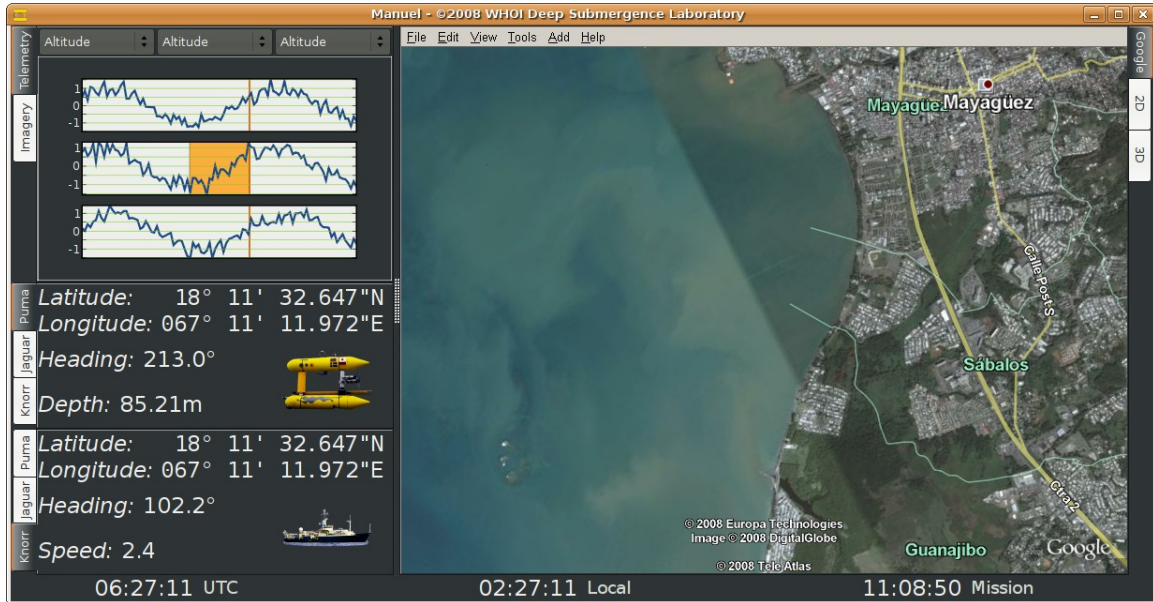 Manuel - ©2008 WHOI Deep Submergence Laboratory
Telemetry
Imagery
Altitude
Altitude
Altitude
1
0
-1
1
0
-1
1
0
-1
Puma
Jaguar
Knorr
Latitude: 18° 11' 32.647"N
Longitude: 067° 11' 11.972"E
Heading: 213.0°
Depth: 85.21m
Puma
Jaguar
Knorr
Latitude: 18° 11' 32.647"N
Longitude: 067° 11' 11.972"E
Heading: 102.2°
Speed: 2.4
File Edit View Tools Add Help
Google
2D
3D
Mayagüez
Mayagüez
Calle Post S
Sábalos
Ctra 2
© 2008 Europa Technologies
Image © 2008 DigitalGlobe
© 2008 Tele Atlas
Guanajibo
Google
06:27:11 UTC
02:27:11 Local
11:08:50 Mission